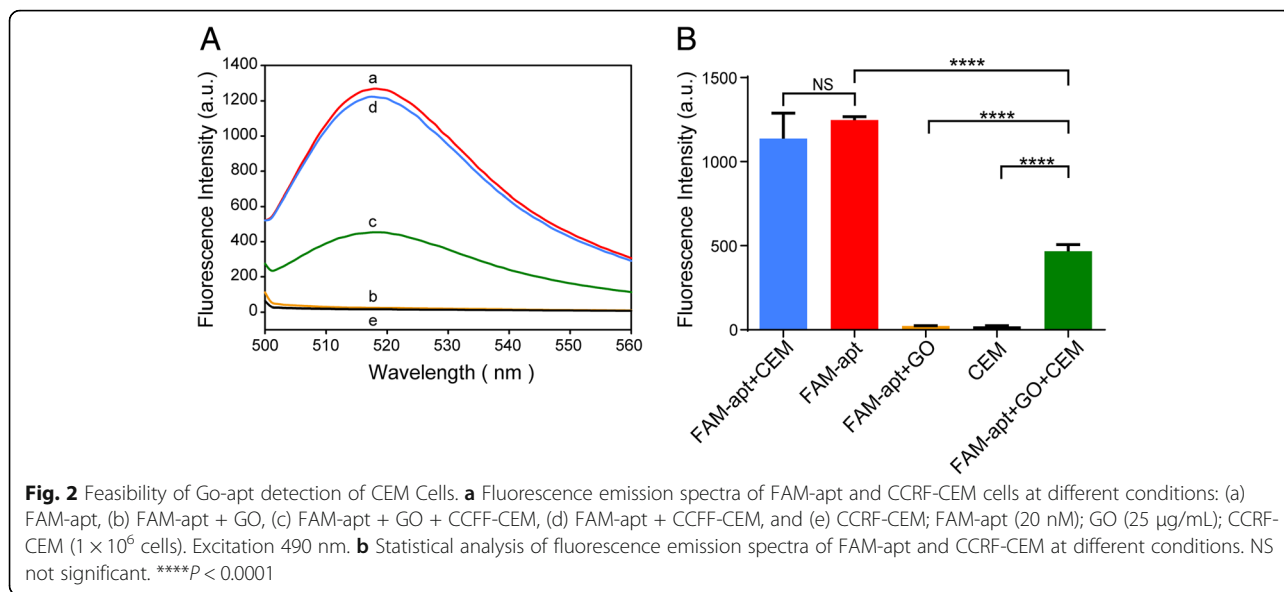 A
Fluorescence Intensity (a.u.)
1400
1200
1000
800
600
400
200
0
a
d
c
b
e
500 510 520 530 540 550 560
Wavelength ( nm )
B
Fluorescence Intensity (a.u.)
1500
1000
500
0
NS
****
****
****
FAM-apt+CEM
FAM-apt
FAM-apt+GO
CEM
FAM-apt+GO+CEM
Fig. 2 Feasibility of Go-apt detection of CEM Cells. a Fluorescence emission spectra of FAM-apt and CCRF-CEM cells at different conditions: (a)
FAM-apt, (b) FAM-apt + GO, (c) FAM-apt + GO + CCFF-CEM, (d) FAM-apt + CCFF-CEM, and (e) CCRF-CEM; FAM-apt (20 nM); GO (25 μg/mL); CCRF-
CEM (1 × 10⁶ cells). Excitation 490 nm. b Statistical analysis of fluorescence emission spectra of FAM-apt and CCRF-CEM at different conditions. NS
not significant. ****P < 0.0001